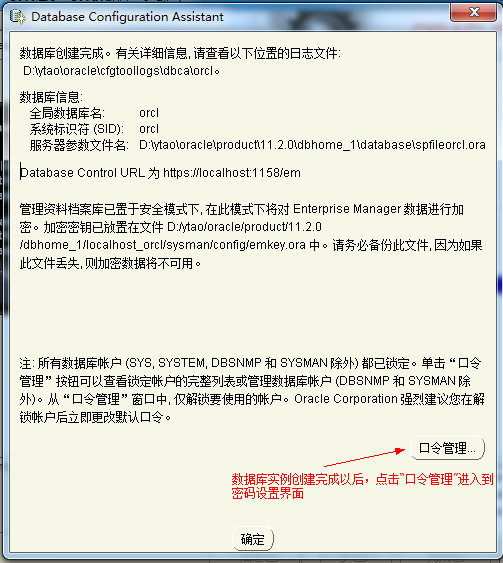 Database Configuration Assistant
数据库创建完成。有关详细信息, 请查看以下位置的日志文件:
D:\ytao\oracle\cfgtoollogs\dbca\orcl。
数据库信息:
全局数据库名: orcl
系统标识符 (SID): orcl
服务器参数文件名: D:\ytao\oracle\product\11.2.0\dbhome_1\database\spfileorcl.ora
Database Control URL 为 https://localhost:1158/em
管理资料档案库已置于安全模式下, 在此模式下将对 Enterprise Manager 数据进行加
密。加密密钥已放置在文件 D:/ytao/oracle/product/11.2.0
/dbhome_1/localhost_orcl/sysman/config/emkey.ora 中。请务必备份此文件, 因为如果
此文件丢失, 则加密数据将不可用。
注: 所有数据库帐户 (SYS, SYSTEM, DBSNMP 和 SYSMAN 除外) 都已锁定。单击“口令
管理”按钮可以查看锁定帐户的完整列表或管理数据库帐户 (DBSNMP 和 SYSMAN 除
外)。从“口令管理”窗口中, 仅解锁要使用的帐户。Oracle Corporation 强烈建议您在解
锁帐户后立即更改默认口令。
口令管理...
数据库实例创建完成以后，点击“口令管理”进入到
密码设置界面
确定